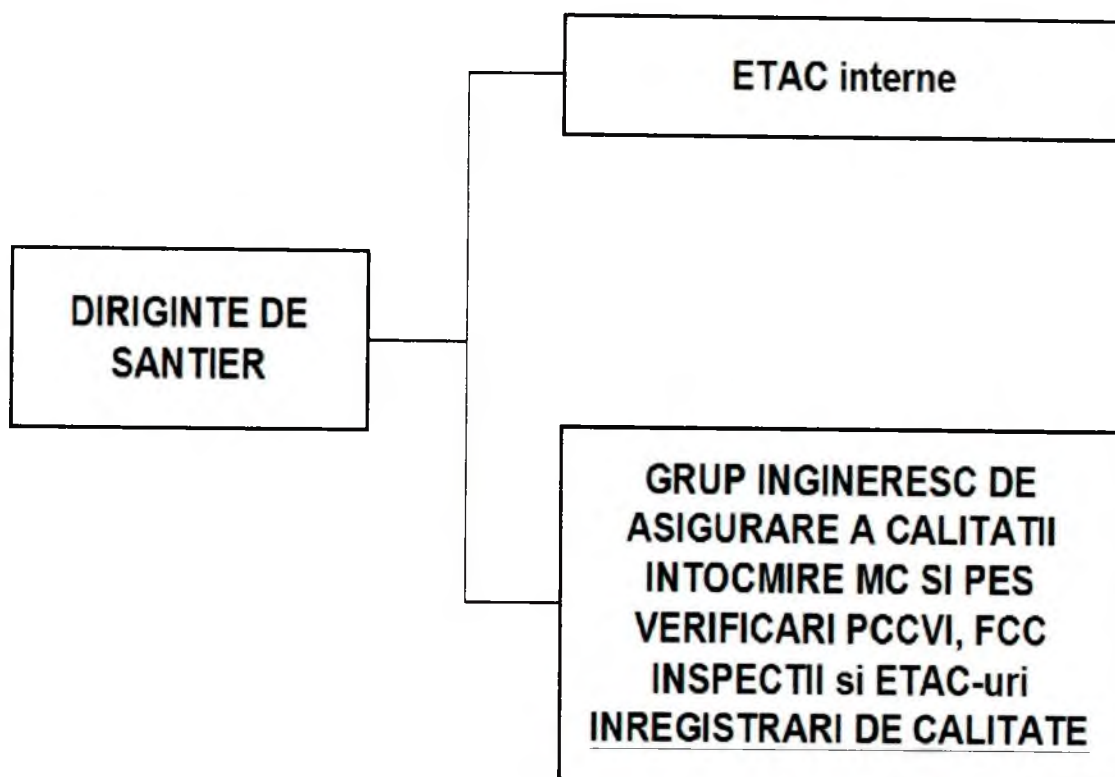 ETAC interne
DIRIGINTE DE
SANTIER
GRUP INGINERESC DE
ASIGURARE A CALITATII
INTOCMIRE MC SI PES
VERIFICARI PCCVI, FCC
INSPECTII si ETAC-uri
INREGISTRARI DE CALITATE